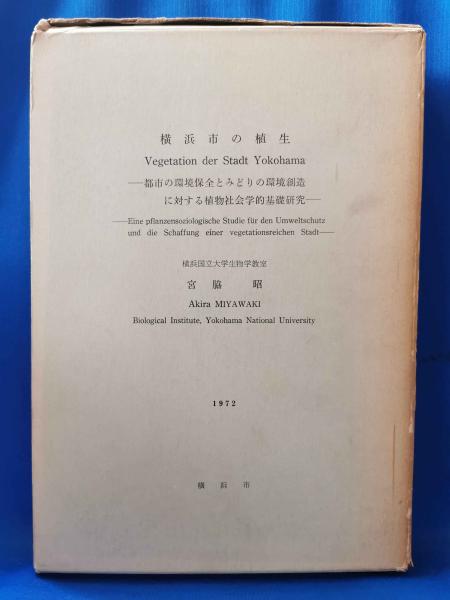 横浜市の植生
Vegetation der Stadt Yokohama
—都市の環境保全とみどりの環境創造
に対する植物社会学的基礎研究—
—Eine pflanzensoziologische Studie für den Umweltschutz
und die Schaffung einer vegetationsreichen Stadt—
横浜国立大学生物学教室
宮脇 昭
Akira MIYAWAKI
Biological Institute, Yokohama National University
1972
横浜市